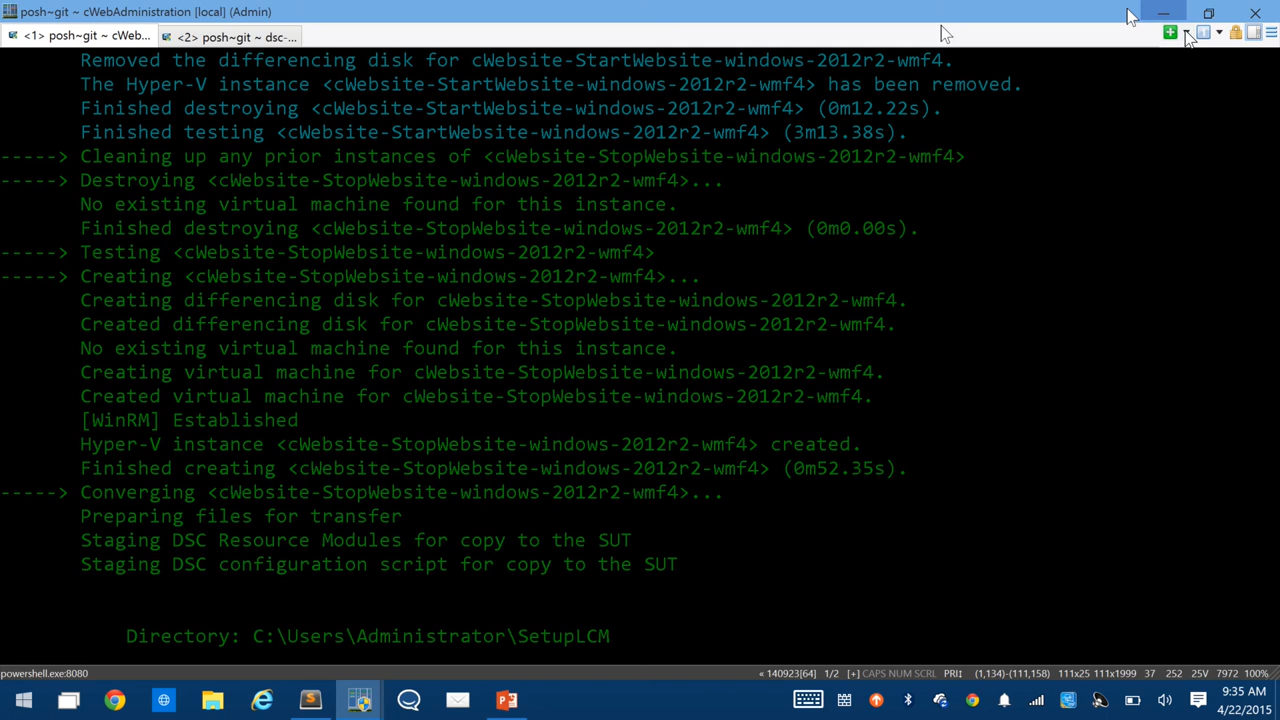 posh~git ~ cWebAdministration [local] (Admin)
<1> posh~git ~ cWeb...
<2> posh~git ~ dsc-...
Removed the differencing disk for cWebsite-StartWebsite-windows-2012r2-wmf4.
The Hyper-V instance <cWebsite-StartWebsite-windows-2012r2-wmf4> has been removed.
Finished destroying <cWebsite-StartWebsite-windows-2012r2-wmf4> (0m12.22s).
Finished testing <cWebsite-StartWebsite-windows-2012r2-wmf4> (3m13.38s).
-----> Cleaning up any prior instances of <cWebsite-StopWebsite-windows-2012r2-wmf4>
-----> Destroying <cWebsite-StopWebsite-windows-2012r2-wmf4>...
No existing virtual machine found for this instance.
Finished destroying <cWebsite-StopWebsite-windows-2012r2-wmf4> (0m0.00s).
-----> Testing <cWebsite-StopWebsite-windows-2012r2-wmf4>
-----> Creating <cWebsite-StopWebsite-windows-2012r2-wmf4>...
Creating differencing disk for cWebsite-StopWebsite-windows-2012r2-wmf4.
Created differencing disk for cWebsite-StopWebsite-windows-2012r2-wmf4.
No existing virtual machine found for this instance.
Creating virtual machine for cWebsite-StopWebsite-windows-2012r2-wmf4.
Created virtual machine for cWebsite-StopWebsite-windows-2012r2-wmf4.
[WinRM] Established
Hyper-V instance <cWebsite-StopWebsite-windows-2012r2-wmf4> created.
Finished creating <cWebsite-StopWebsite-windows-2012r2-wmf4> (0m52.35s).
-----> Converging <cWebsite-StopWebsite-windows-2012r2-wmf4>...
Preparing files for transfer
Staging DSC Resource Modules for copy to the SUT
Staging DSC configuration script for copy to the SUT
Directory: C:\Users\Administrator\SetupLCM
powershell.exe:8080
« 140923[64] 1/2 [+] CAPS NUM SCRL PRI↕ (1,134)-(111,158) 111x25 111x1999 37 252 25V 7972 100%
9:35 AM
4/22/2015